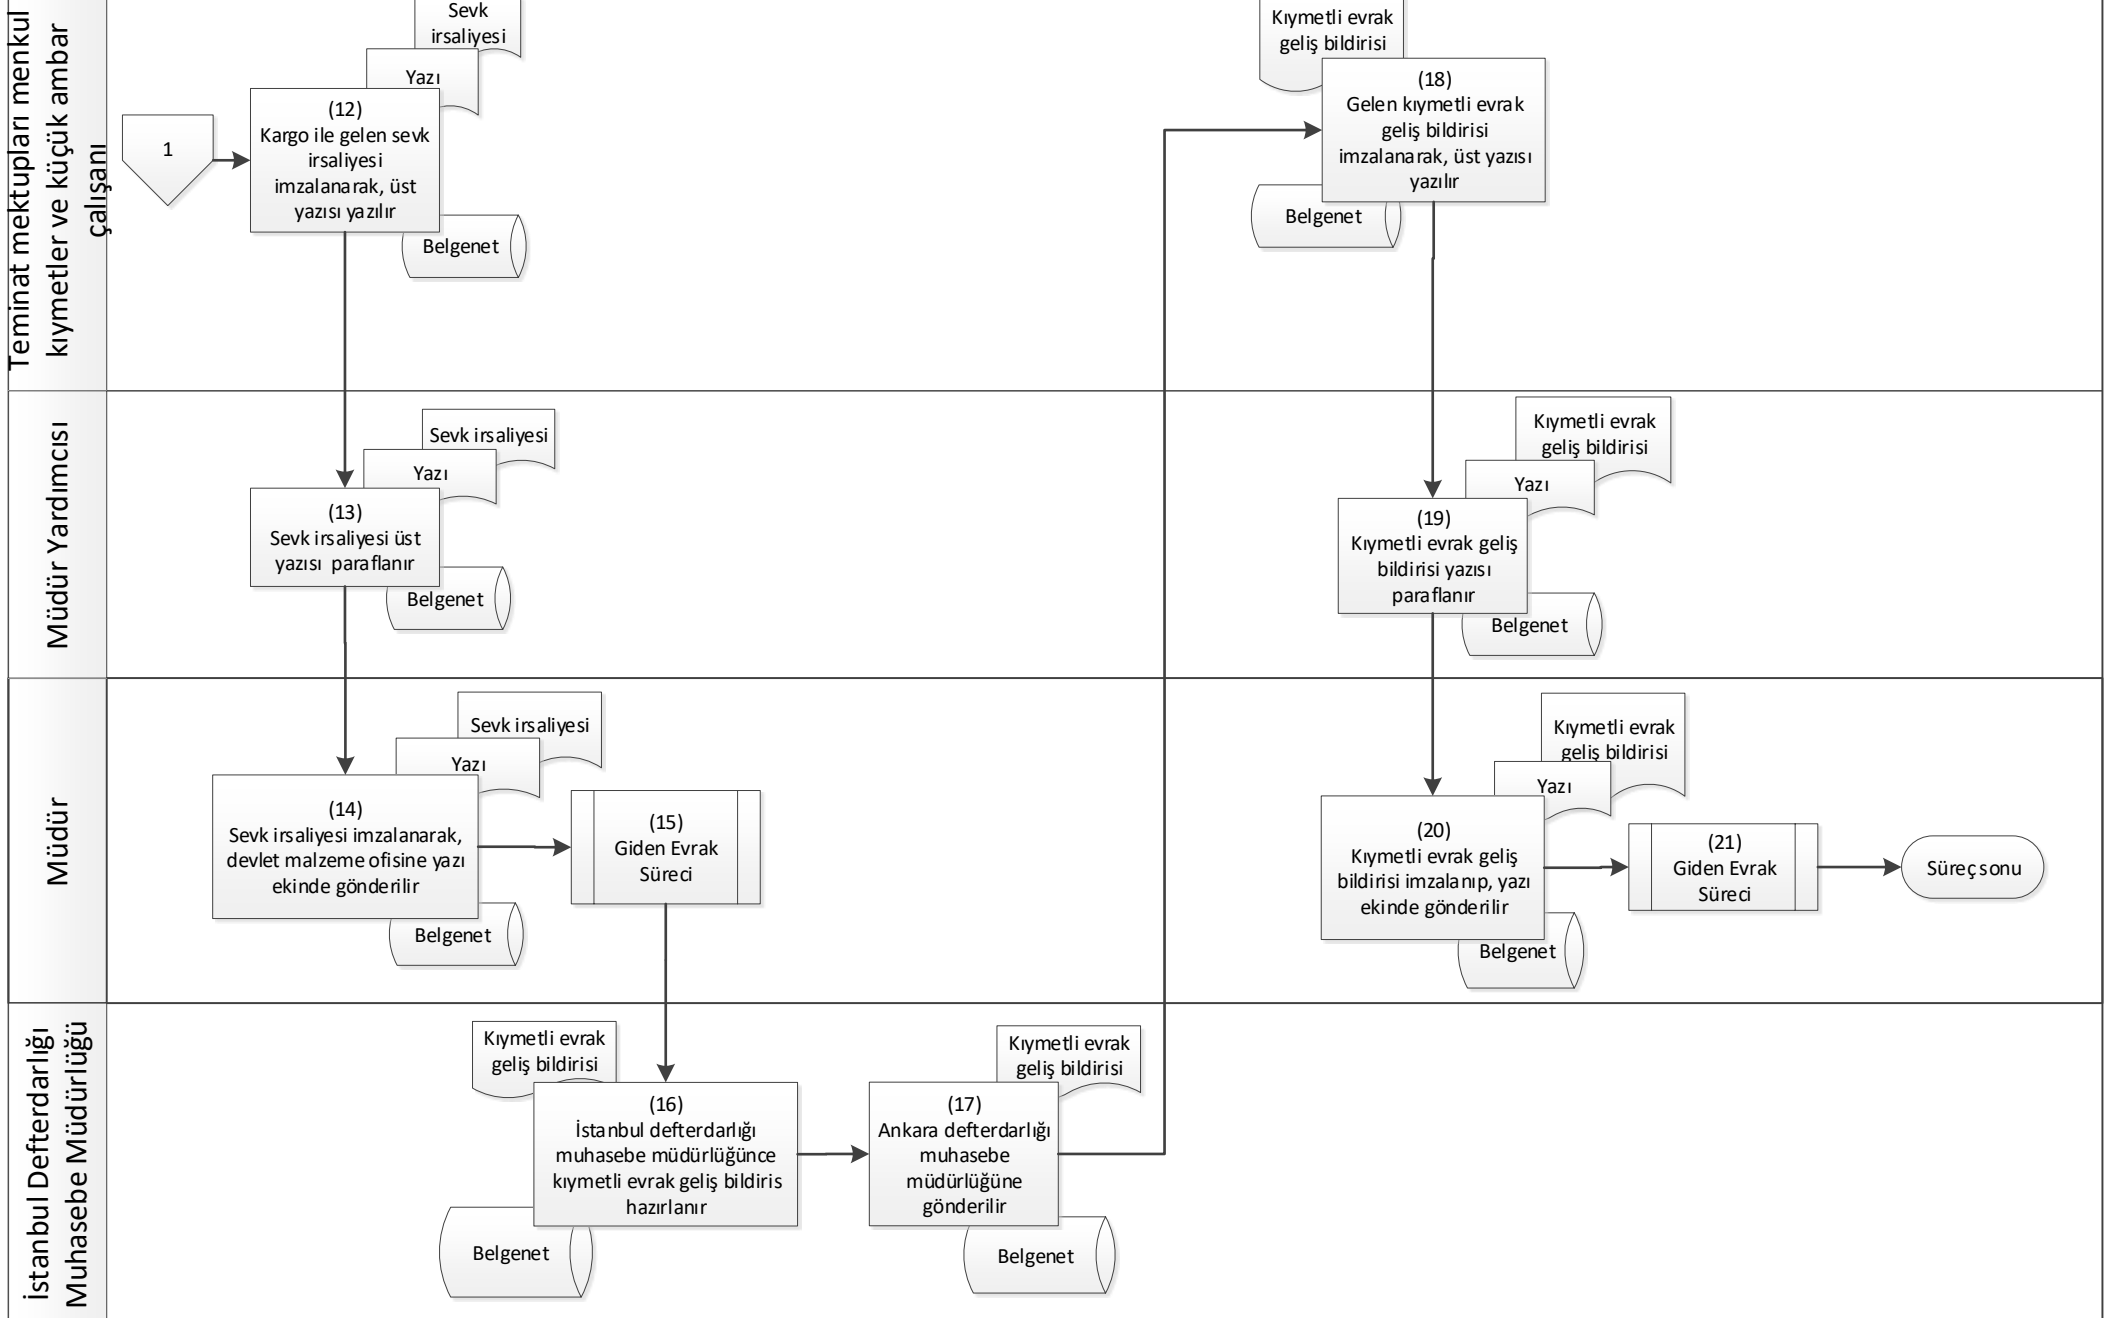 Teminat mektupları menkul
kıymetler ve küçük ambar
çalışanı
1
Sevk
irsaliyesi
Yazı
(12)
Kargo ile gelen sevk
irsaliyesi
imzalanarak, üst
yazısı yazılır
Belgenet
Kıymetli evrak
geliş bildirisi
(18)
Gelen kıymetli evrak
geliş bildirisi
imzalanarak, üst yazısı
yazılır
Belgenet
Müdür Yardımcısı
Sevk irsaliyesi
Yazı
(13)
Sevk irsaliyesi üst
yazısı paraflanır
Belgenet
Kıymetli evrak
geliş bildirisi
Yazı
(19)
Kıymetli evrak geliş
bildirisi yazısı
paraflanır
Belgenet
Müdür
Sevk irsaliyesi
Yazı
(14)
Sevk irsaliyesi imzalanarak,
devlet malzeme ofisine yazı
ekinde gönderilir
Belgenet
(15)
Giden Evrak
Süreci
Kıymetli evrak
geliş bildirisi
Yazı
(20)
Kıymetli evrak geliş
bildirisi imzalanıp, yazı
ekinde gönderilir
Belgenet
(21)
Giden Evrak
Süreci
Süreç sonu
İstanbul Defterdarlığı
Muhasebe Müdürlüğü
Kıymetli evrak
geliş bildirisi
(16)
İstanbul defterdarlığı
muhasebe müdürlüğünce
kıymetli evrak geliş bildiris
hazırlanır
Belgenet
Kıymetli evrak
geliş bildirisi
(17)
Ankara defterdarlığı
muhasebe
müdürlüğüne
gönderilir
Belgenet